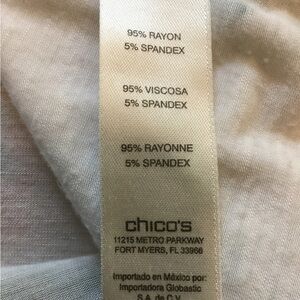 95% RAYON
5% SPANDEX
95% VISCOSA
5% SPANDEX
95% RAYONNE
5% SPANDEX
chico's
11215 METRO PARKWAY
FORT MYERS, FL 33966
Importado en México por:
Importadora Globastic
S.A. de C.V.